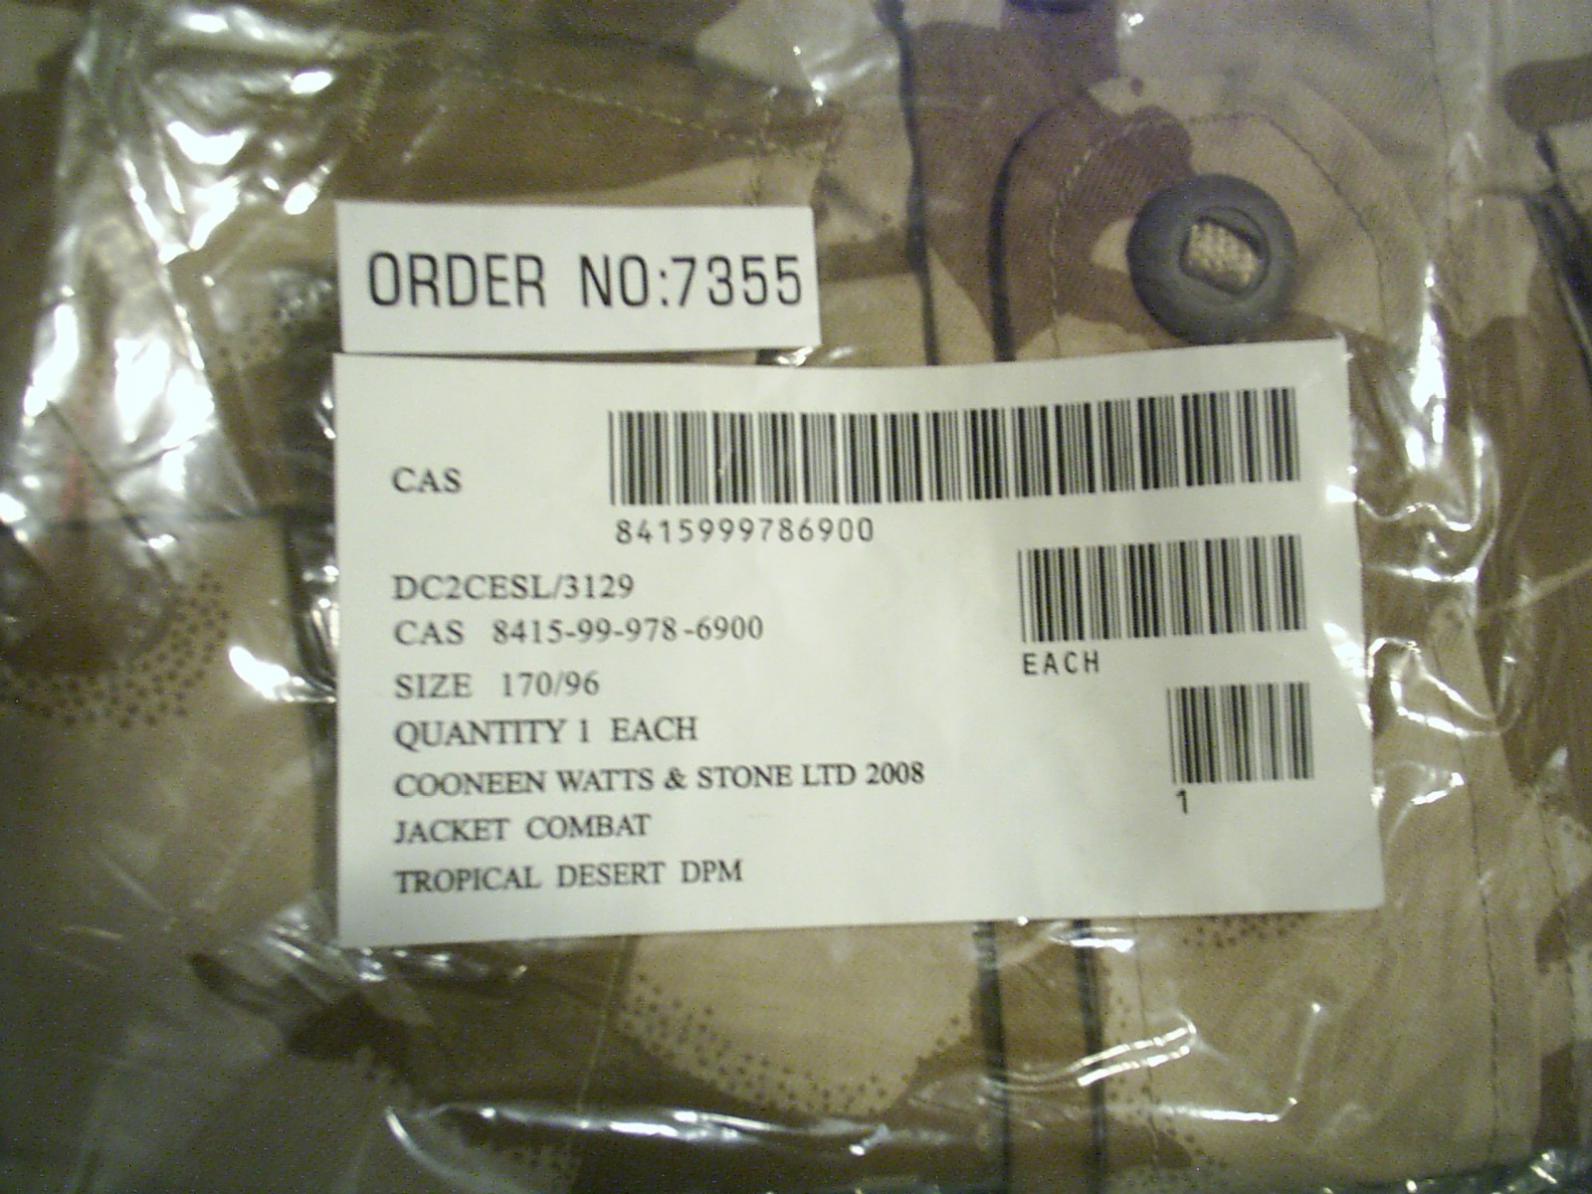 ORDER NO:7355
CAS
8415999786900
DC2CESL/3129
CAS 8415-99-978-6900
EACH
SIZE 170/96
QUANTITY 1 EACH
COONEEN WATTS & STONE LTD 2008
1
JACKET COMBAT
TROPICAL DESERT DPM